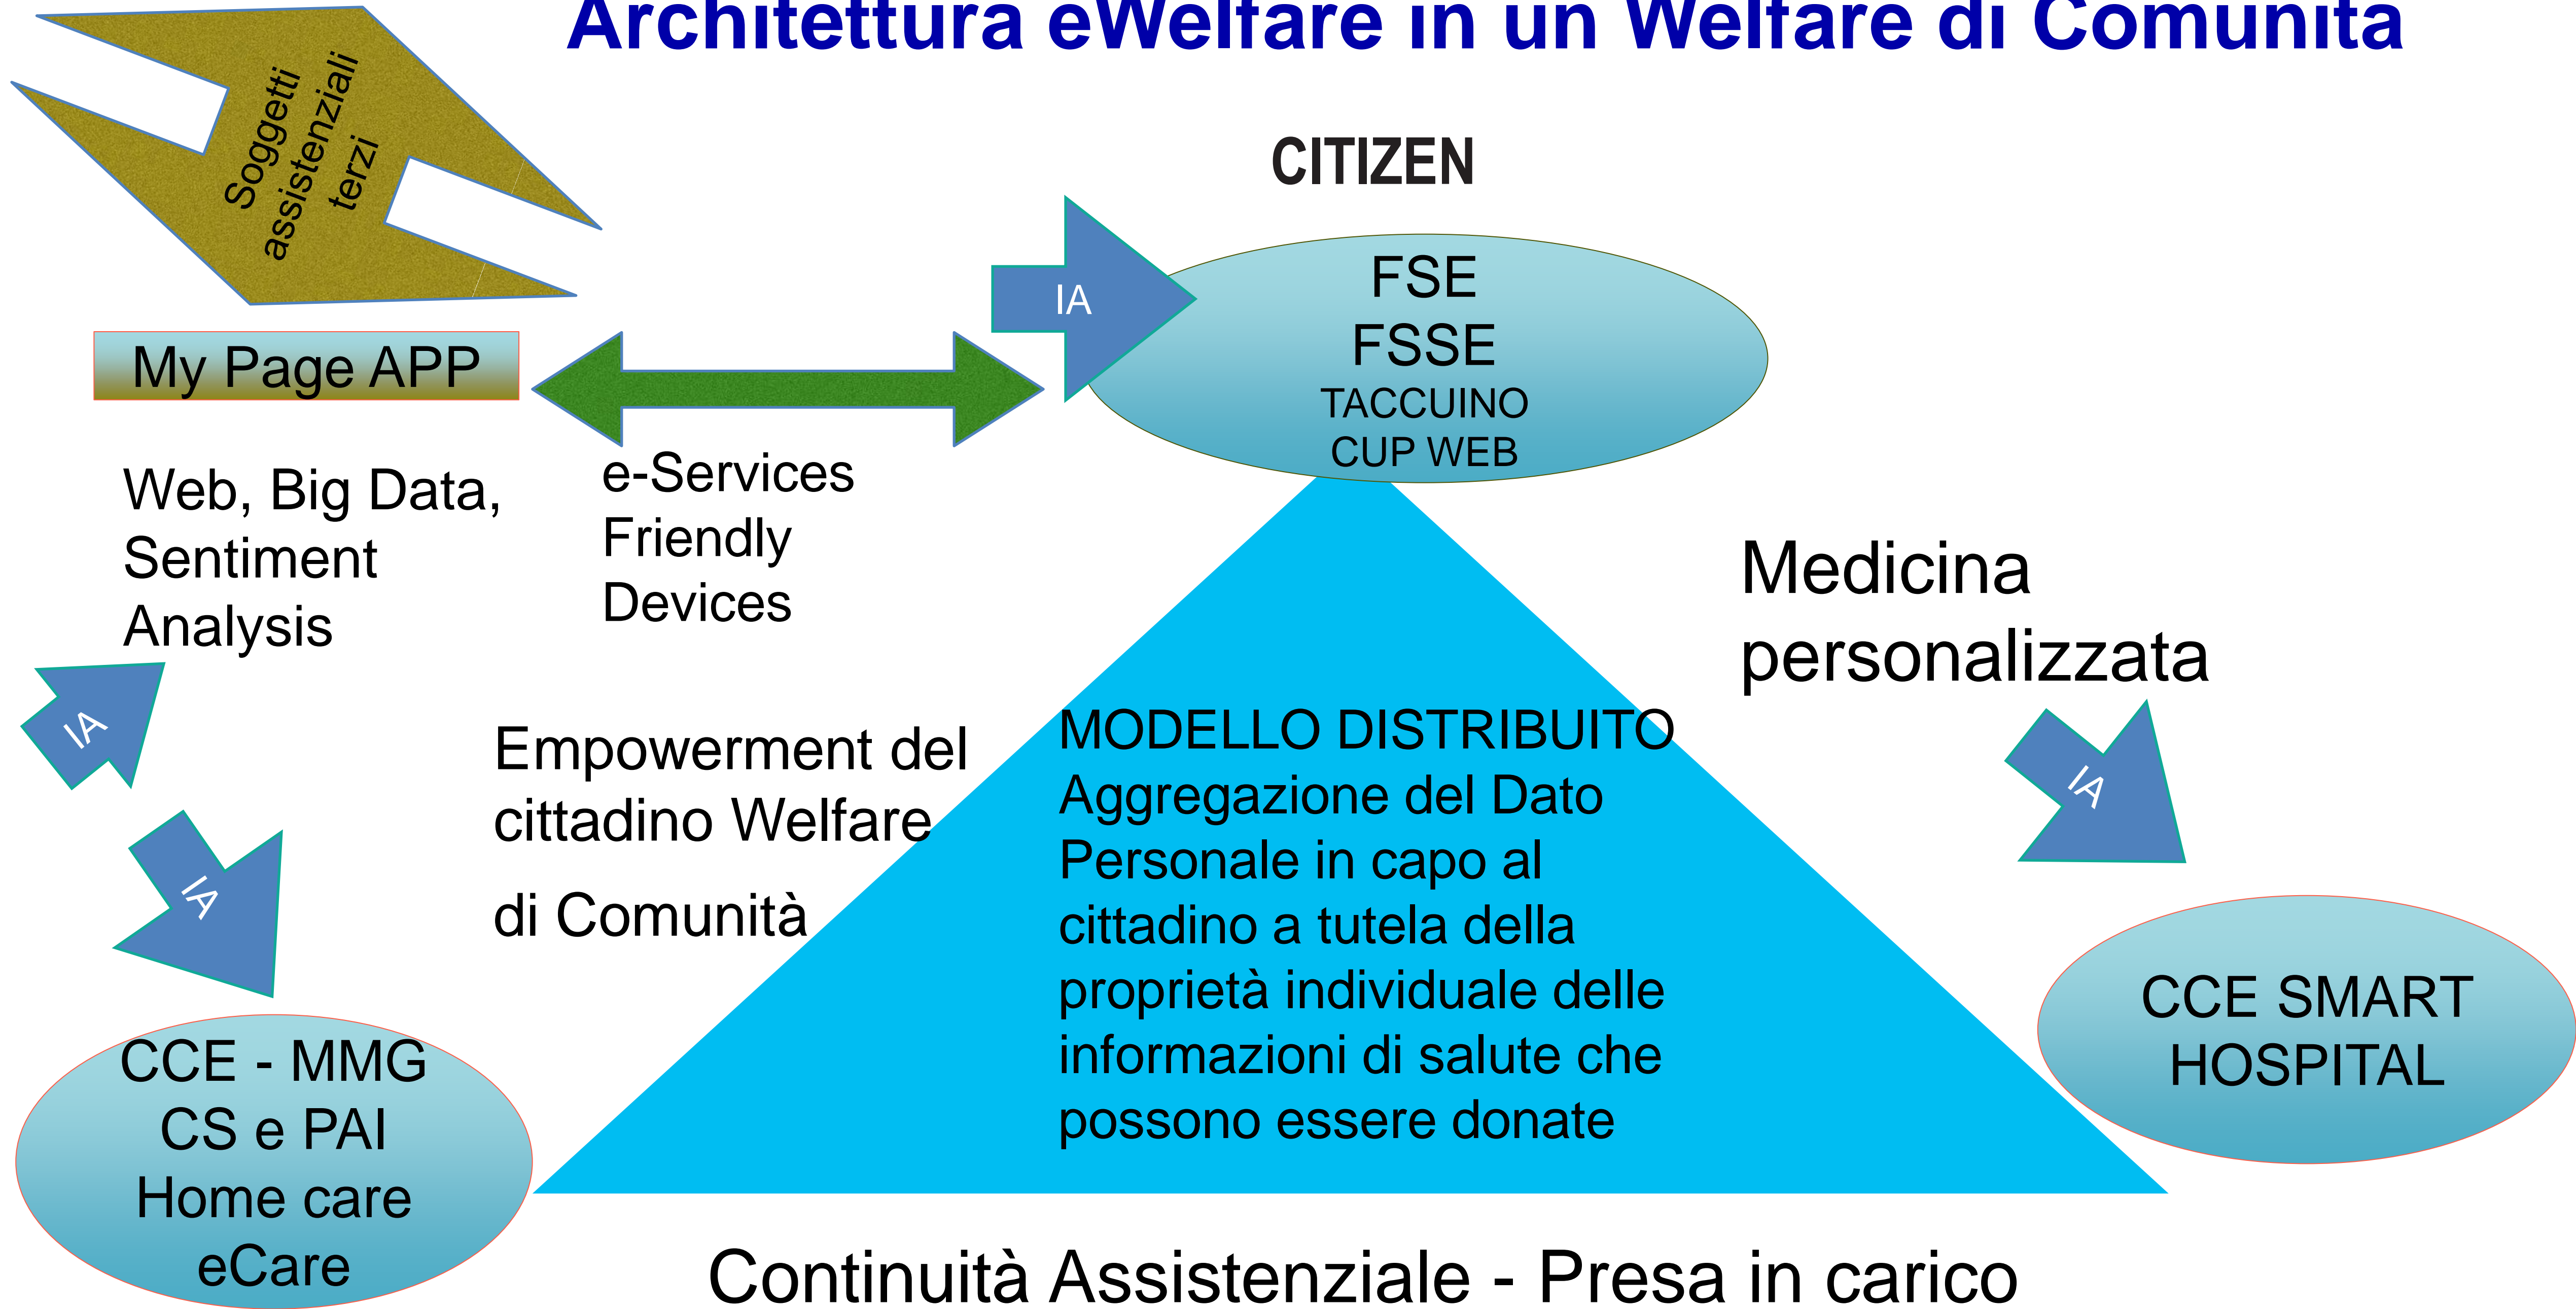 Architettura eWelfare in un Welfare di Comunità
Soggetti
assistenziali
terzi
CITIZEN
IA
FSE
FSSE
TACCUINO
CUP WEB
My Page APP
Web, Big Data,
Sentiment
Analysis
e-Services
Friendly
Devices
Medicina
personalizzata
IA
IA
IA
Empowerment del
cittadino Welfare
di Comunità
MODELLO DISTRIBUITO
Aggregazione del Dato
Personale in capo al
cittadino a tutela della
proprietà individuale delle
informazioni di salute che
possono essere donate
CCE - MMG
CS e PAI
Home care
eCare
CCE SMART
HOSPITAL
Continuità Assistenziale - Presa in carico